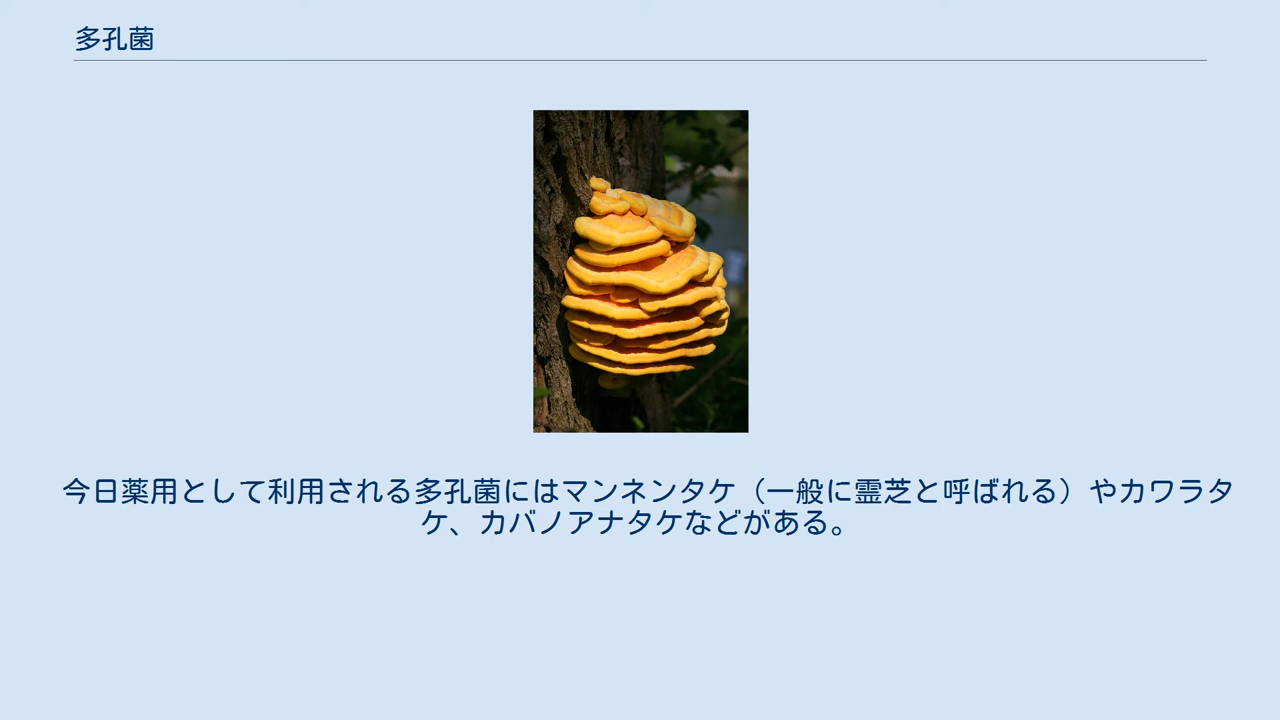 多孔菌
今日薬用として利用される多孔菌にはマンネンタケ（一般に霊芝と呼ばれる）やカワラタ
ケ、カバノアナタケなどがある。